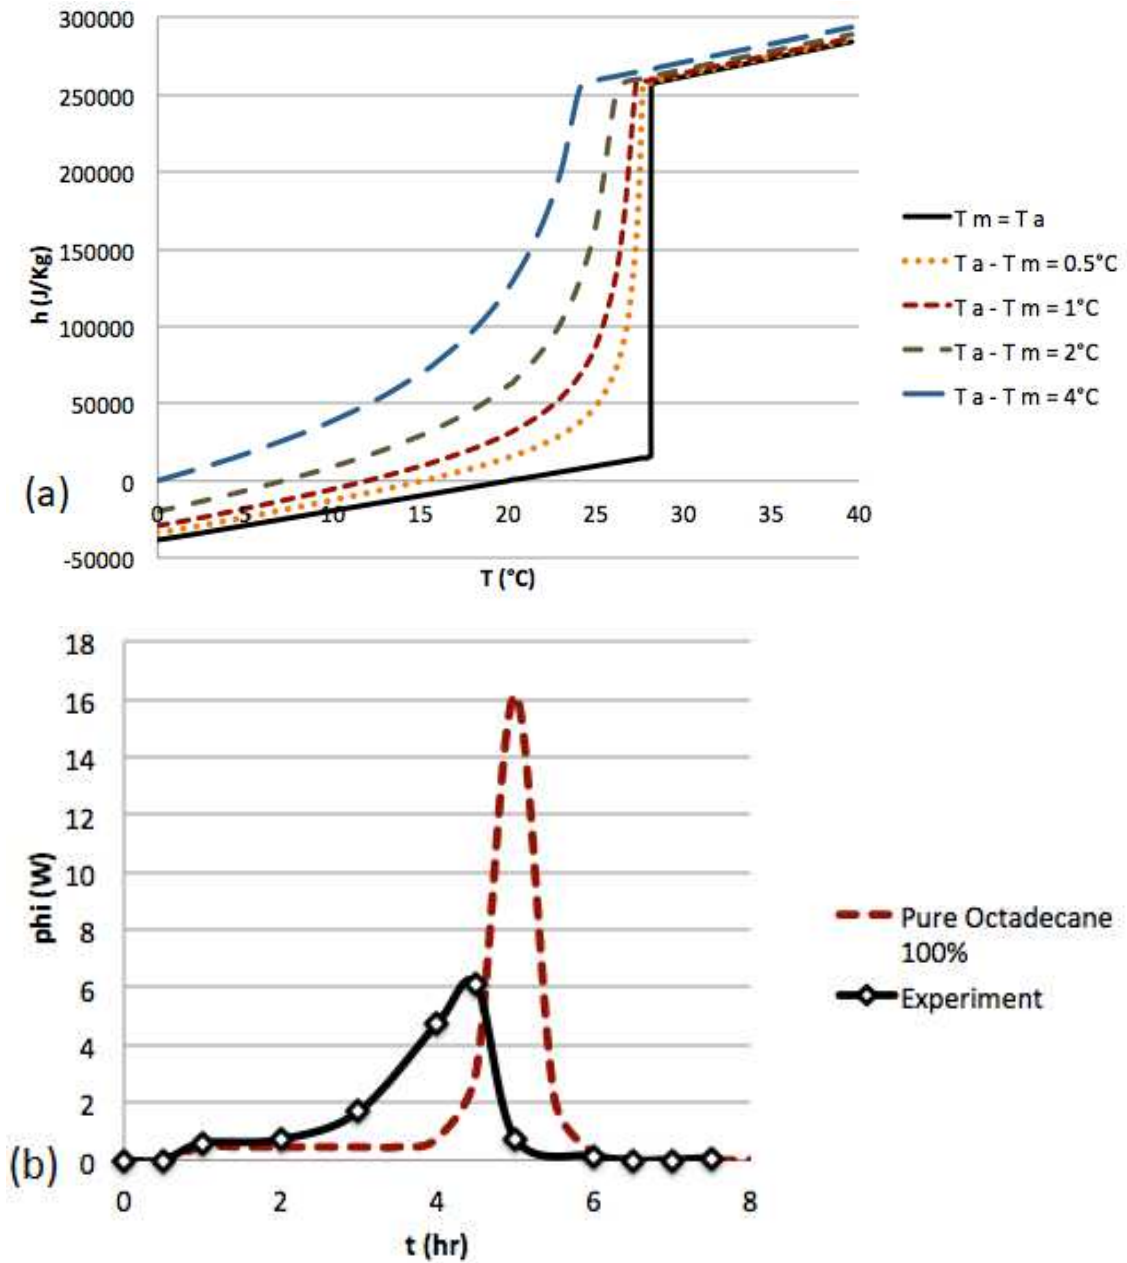 300000
250000
200000
150000
100000
50000
0
-50000
h (J/Kg)
(a)
0 5 10 15 20 25 30 35 40
T (°C)
T m = T a
T a - T m = 0.5°C
T a - T m = 1°C
T a - T m = 2°C
T a - T m = 4°C
18
16
14
12
10
8
6
4
2
0
phi (W)
(b)
0 2 4 6 8
t (hr)
Pure Octadecane
100%
Experiment